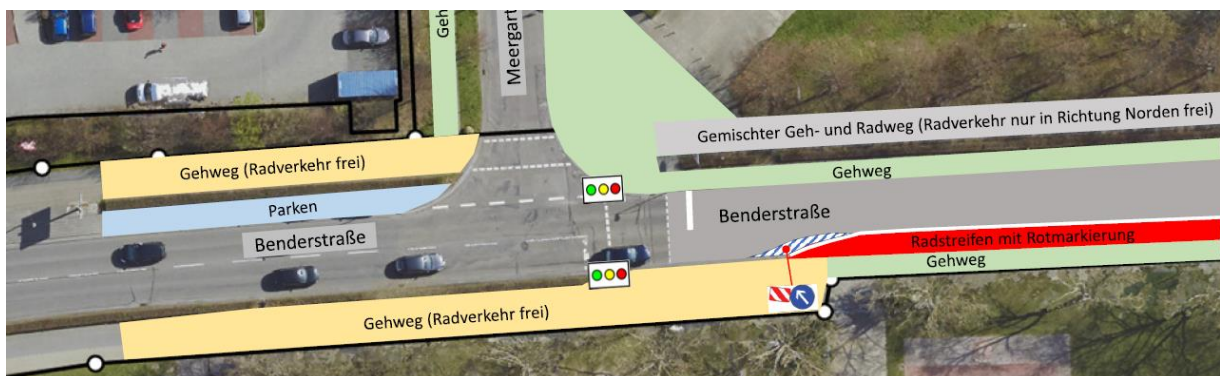 Geh
Meergart
Gemischter Geh- und Radweg (Radverkehr nur in Richtung Norden frei)
Gehweg (Radverkehr frei)
Gehweg
Parken
Benderstraße
Benderstraße
Radstreifen mit Rotmarkierung
Gehweg
Gehweg (Radverkehr frei)